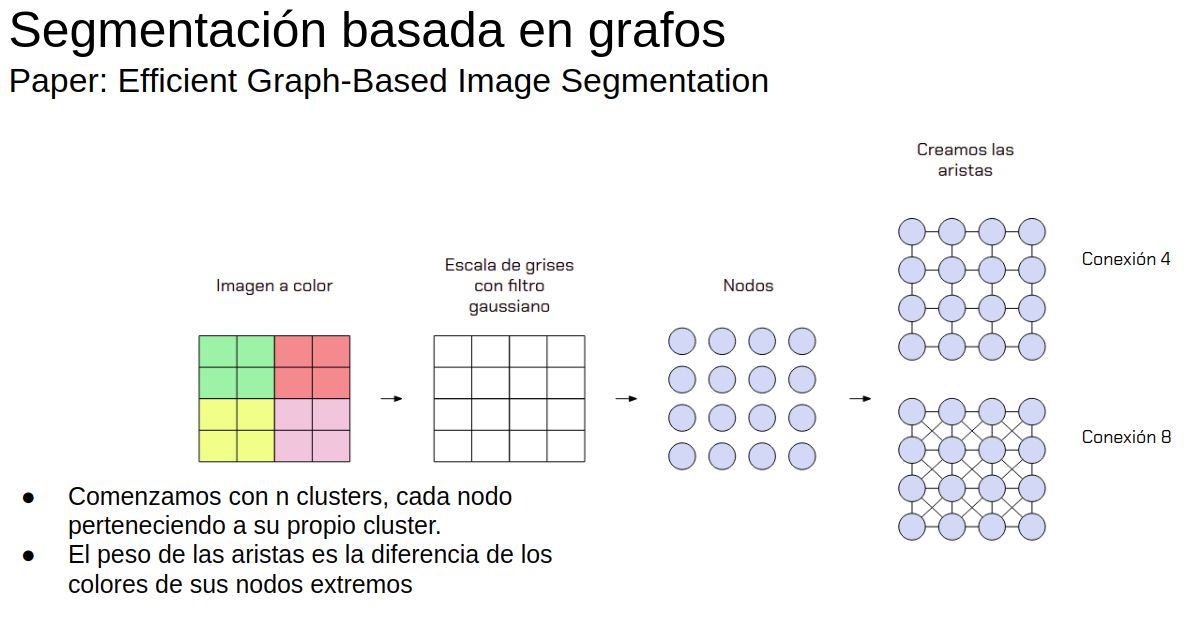 Segmentación basada en grafos
Paper: Efficient Graph-Based Image Segmentation
Imagen a color
Escala de grises
con filtro
gaussiano
Nodos
Creamos las
aristas
Conexión 4
Conexión 8
● Comenzamos con n clusters, cada nodo
perteneciendo a su propio cluster.
● El peso de las aristas es la diferencia de los
colores de sus nodos extremos